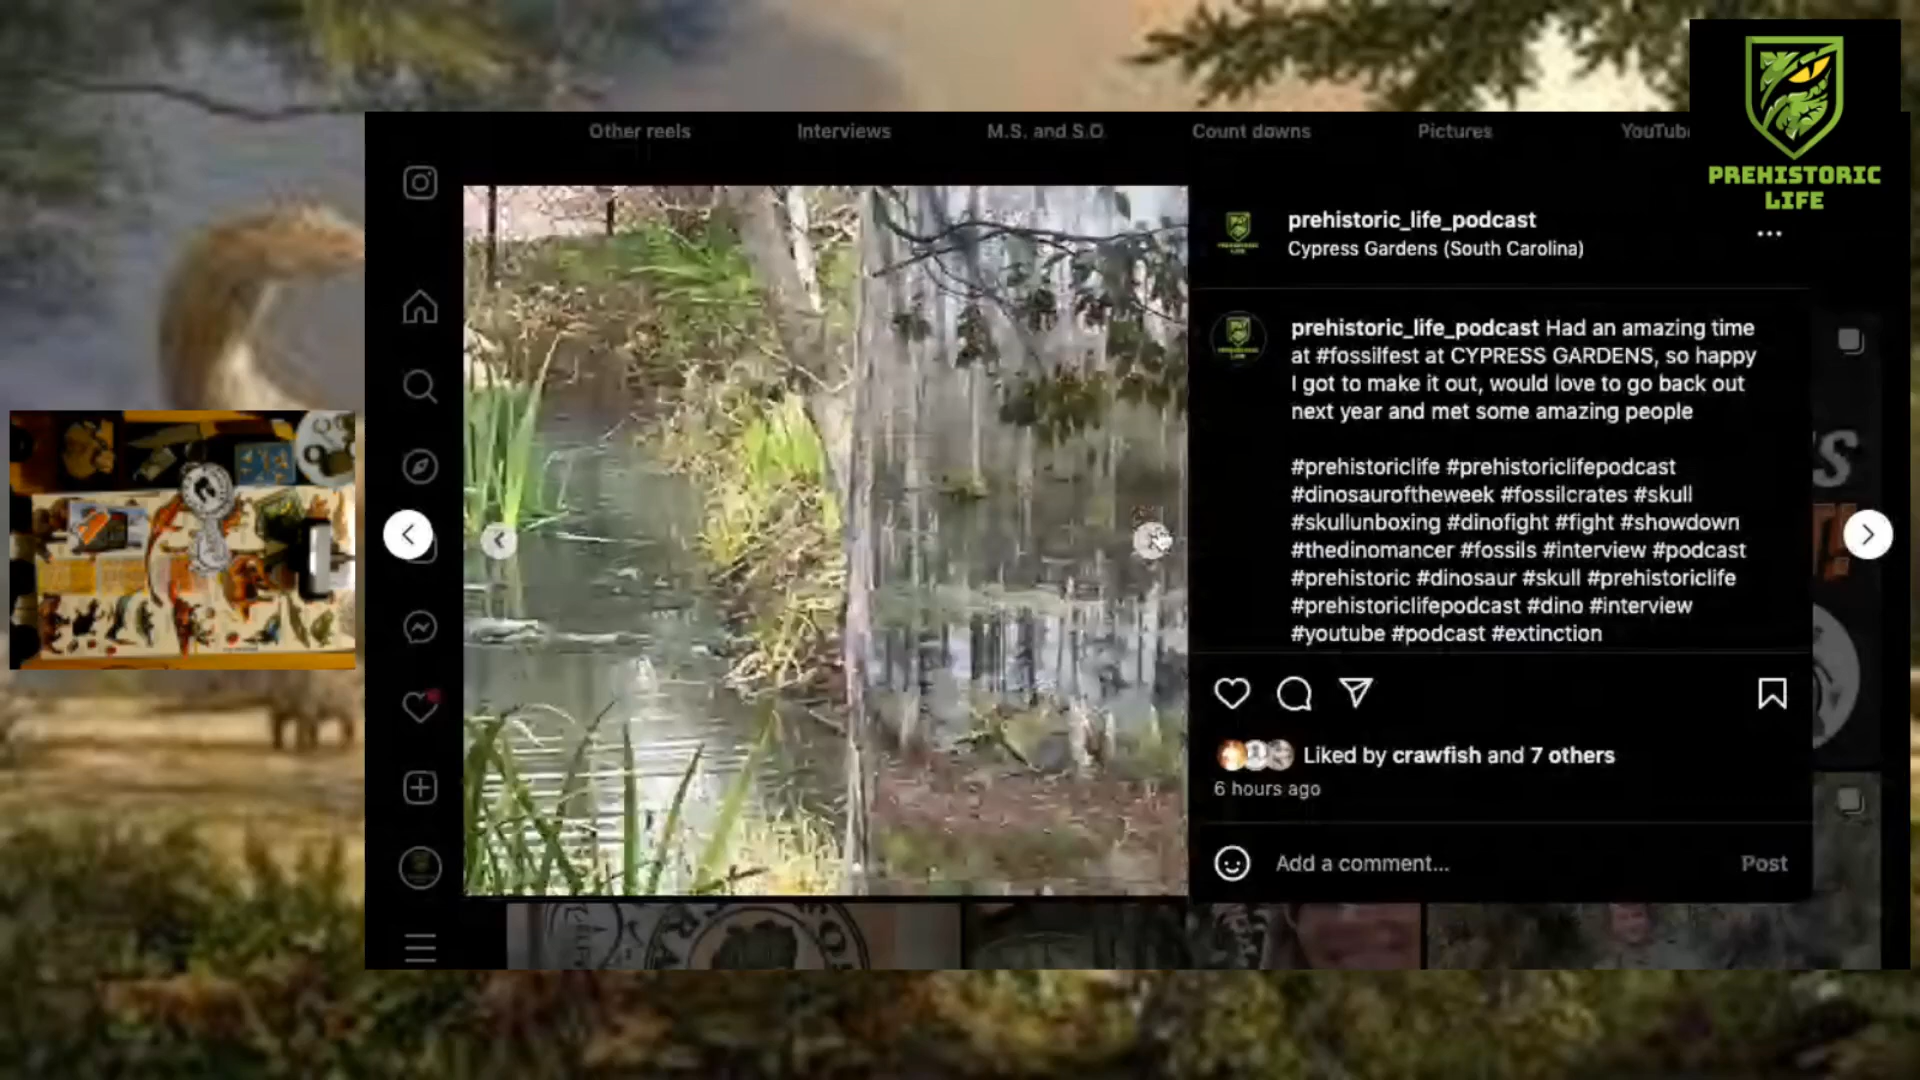 Other reels
Interviews
M.S. and S.O.
Count downs
Pictures
YouTube
PREHISTORIC
LIFE
prehistoric_life_podcast
Cypress Gardens (South Carolina)
prehistoric_life_podcast Had an amazing time
at #fossilfest at CYPRESS GARDENS, so happy
I got to make it out, would love to go back out
next year and met some amazing people
#prehistoriclife #prehistoriclifepodcast
#dinosauroftheweek #fossilcrates #skull
#skullunboxing #dinofight #fight #showdown
#thedinomancer #fossils #interview #podcast
#prehistoric #dinosaur #skull #prehistoriclife
#prehistoriclifepodcast #dino #interview
#youtube #podcast #extinction
Liked by crawfish and 7 others
6 hours ago
Add a comment...
Post